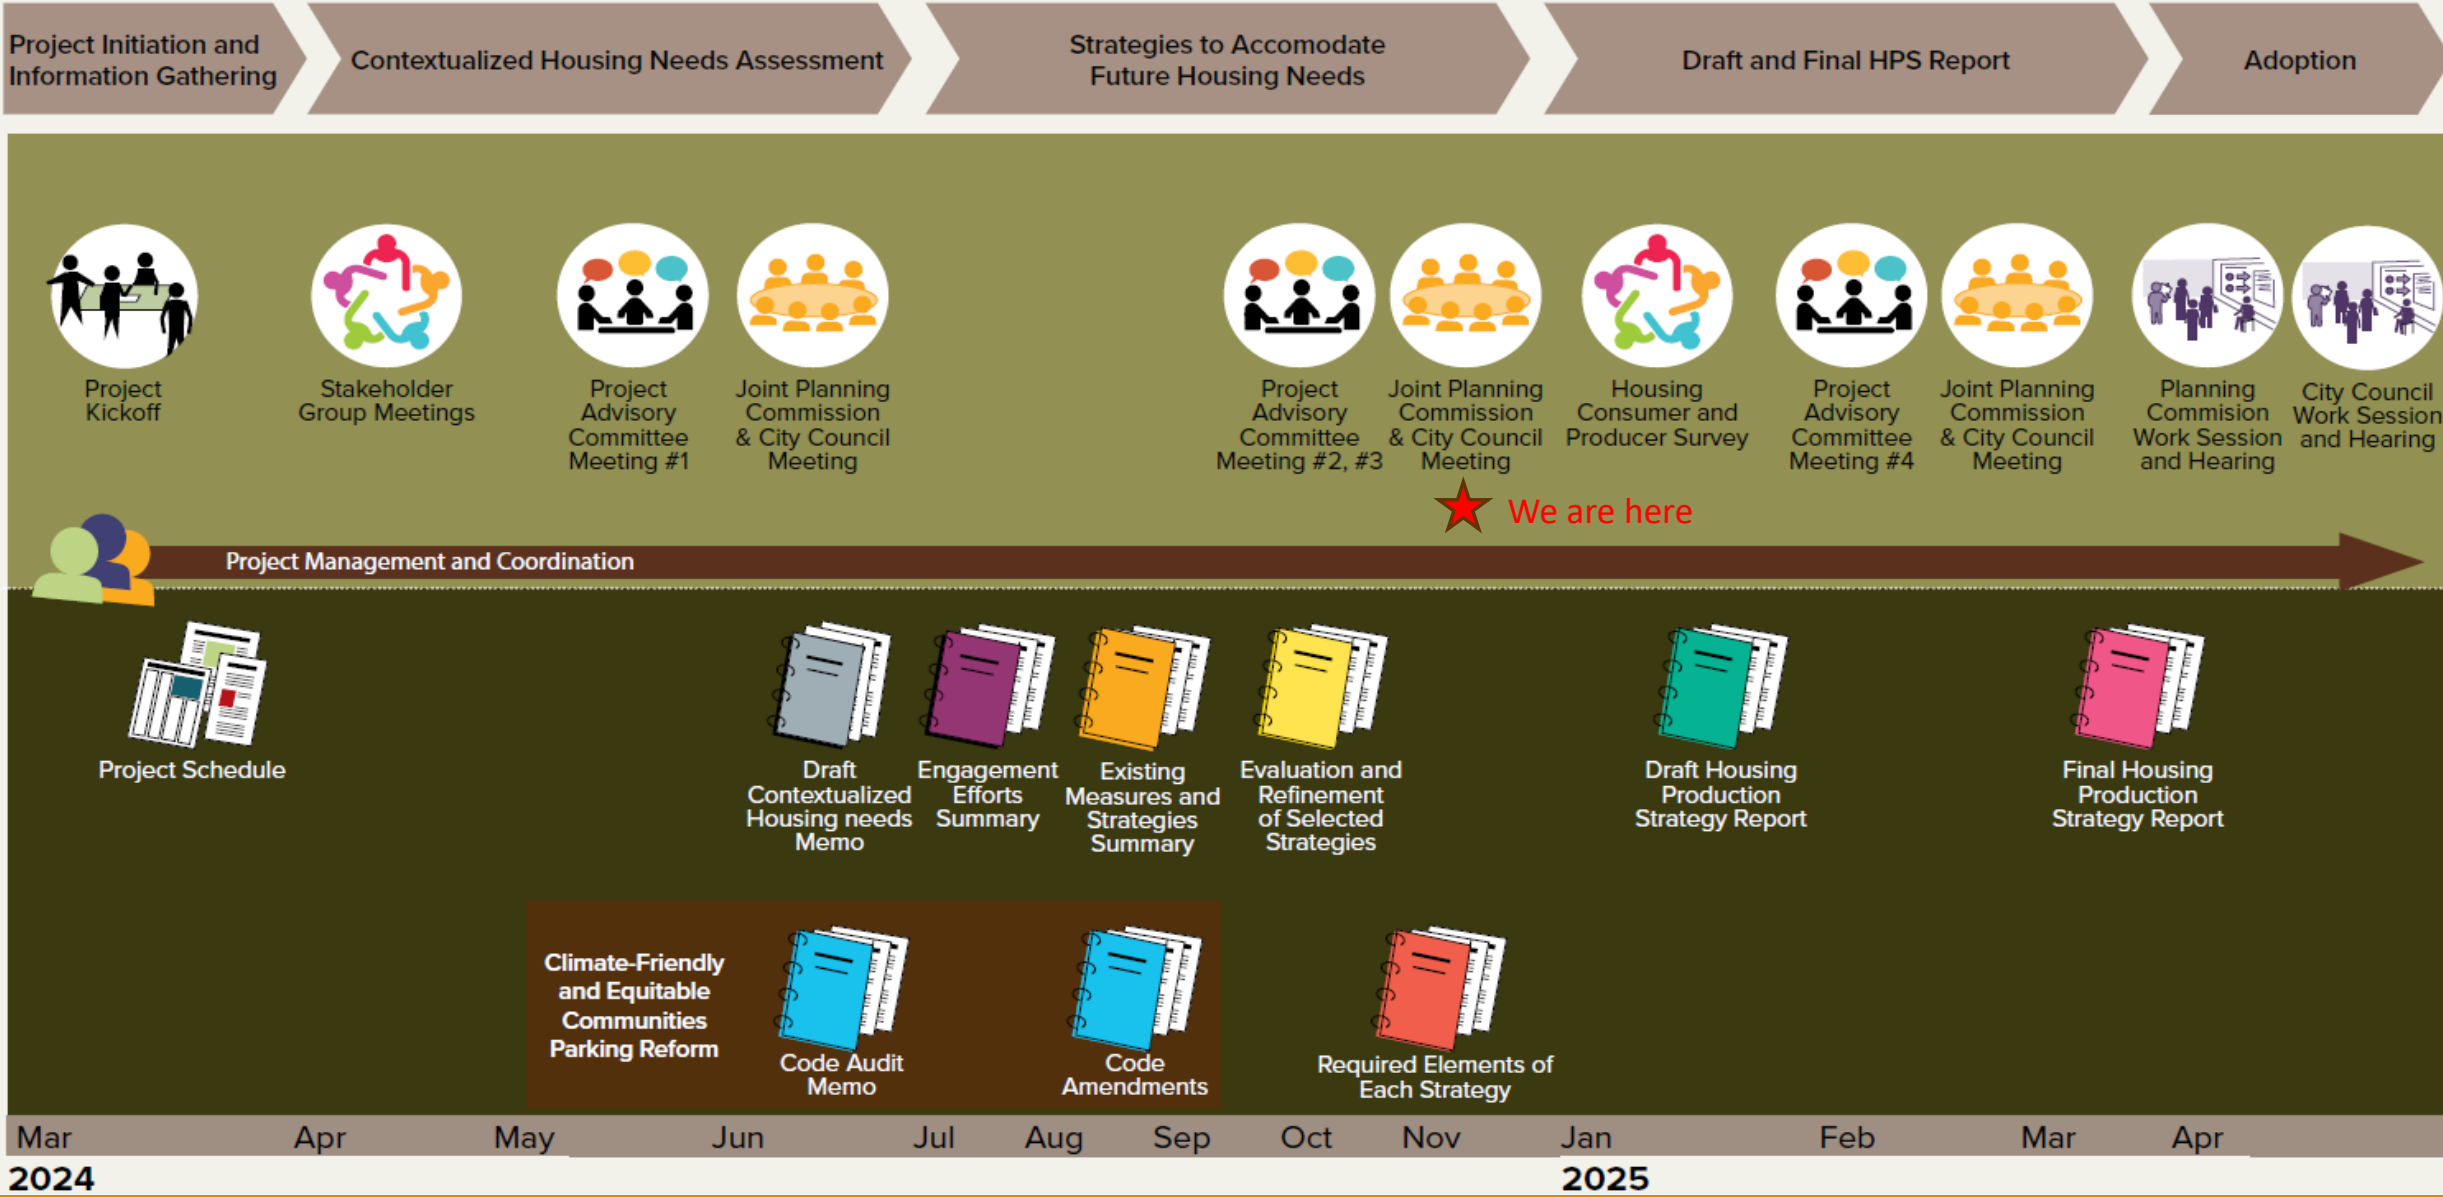 Project Initiation and
Information Gathering
Contextualized Housing Needs Assessment
Strategies to Accomodate
Future Housing Needs
Draft and Final HPS Report
Adoption
Project
Kickoff
Stakeholder
Group Meetings
Project
Advisory
Committee
Meeting #1
Joint Planning
Commission
& City Council
Meeting
Project
Advisory
Committee
Meeting #2, #3
Joint Planning
Commission
& City Council
Meeting
Housing
Consumer and
Producer Survey
Project
Advisory
Committee
Meeting #4
Joint Planning
Commission
& City Council
Meeting
Planning
Commision
Work Session
and Hearing
City Council
Work Session
and Hearing
We are here
Project Management and Coordination
Project Schedule
Draft
Contextualized
Housing needs
Memo
Engagement
Efforts
Summary
Existing
Measures and
Strategies
Summary
Evaluation and
Refinement
of Selected
Strategies
Draft Housing
Production
Strategy Report
Final Housing
Production
Strategy Report
Climate-Friendly
and Equitable
Communities
Parking Reform
Code Audit
Memo
Code
Amendments
Required Elements of
Each Strategy
Mar Apr May Jun Jul Aug Sep Oct Nov Jan Feb Mar Apr
2024 2025